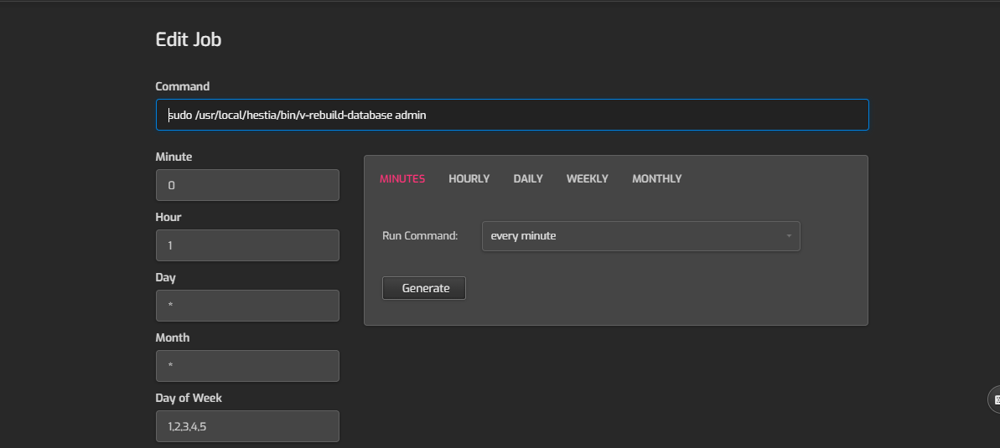 Edit Job
Command
sudo /usr/local/hestia/bin/v-rebuild-database admin
Minute
0
MINUTES HOURLY DAILY WEEKLY MONTHLY
Hour
1
Run Command: every minute
Day
*
Generate
Month
*
Day of Week
1,2,3,4,5